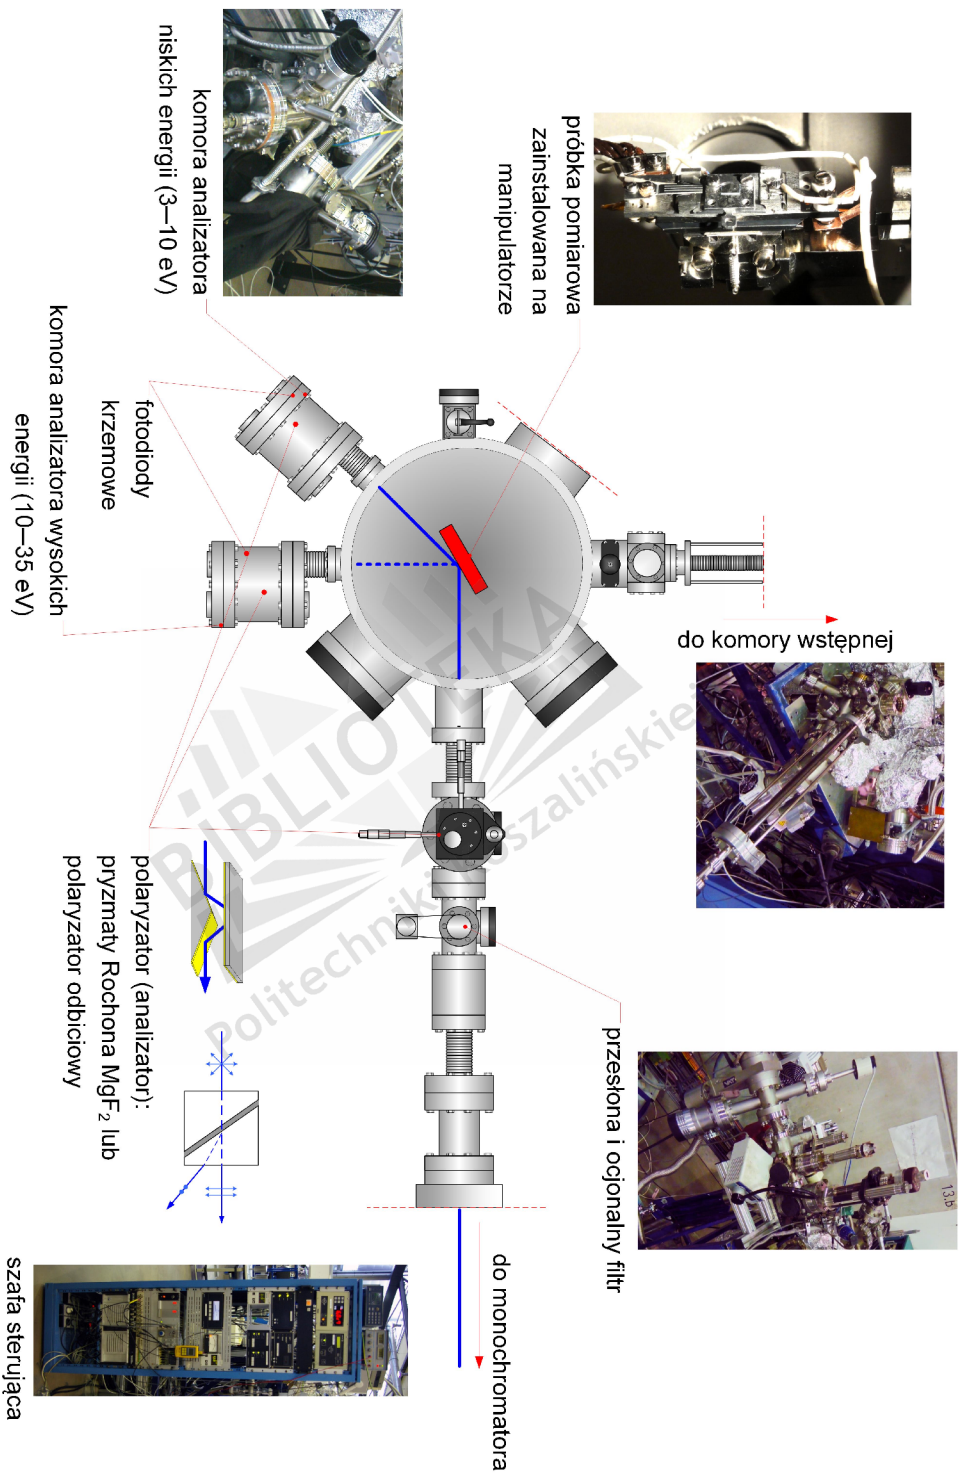 próbka pomiarowa
zainstalowana na
manipulatorze
komora analizatora
niskich energii (3—10 eV)
do komory wstępnej
fotodiody
krzemowe
komora analizatora wysokich
energii (10—35 eV)
przesłona i ocjonalny filtr
13.b
polaryzator (analizator):
pryzmaty Rochona MgF₂ lub
polaryzator odbiciowy
do monochromatora
szafa sterująca
BIBLIOTEKA
Politechniki Koszalińskiej